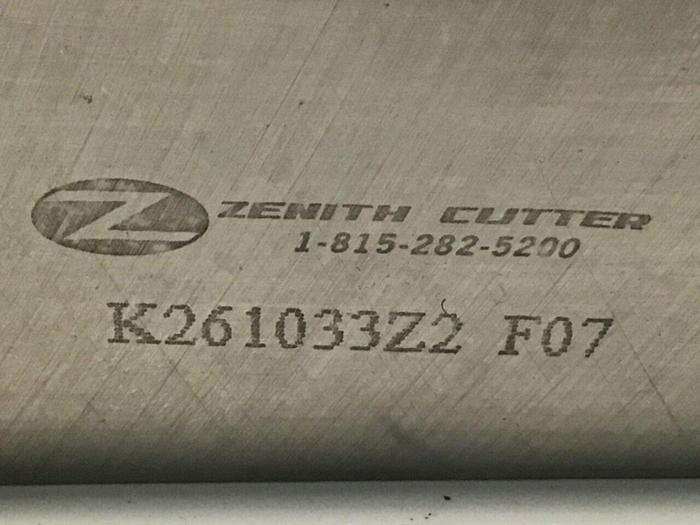 Z ZENITH CUTTER
1-815-282-5200
K261033Z2 F07